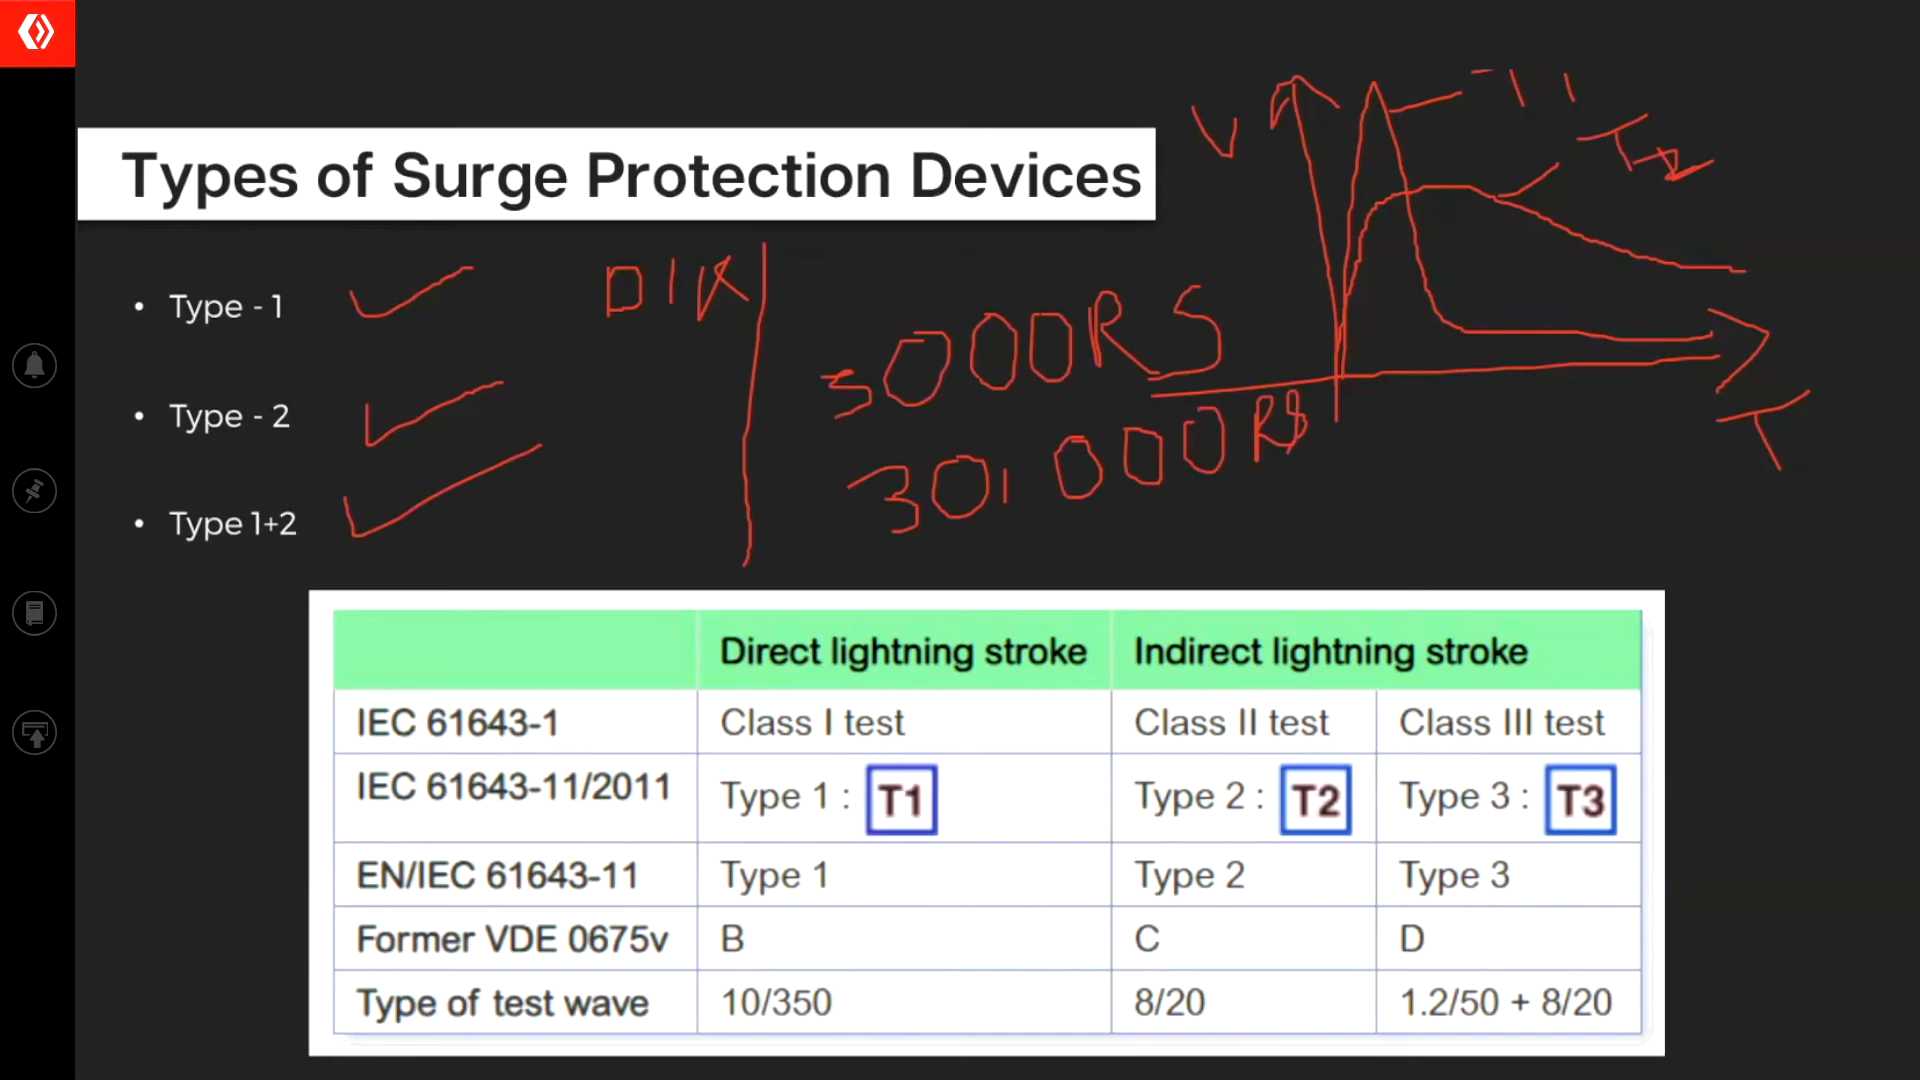 Types of Surge Protection Devices
V
T1
T2
• Type - 1
DIR
5000RS
• Type - 2
30,000RS
T
• Type 1+2
Direct lightning stroke Indirect lightning stroke
IEC 61643-1 Class I test Class II test Class III test
IEC 61643-11/2011 Type 1 : T1 Type 2 : T2 Type 3 : T3
EN/IEC 61643-11 Type 1 Type 2 Type 3
Former VDE 0675v B C D
Type of test wave 10/350 8/20 1.2/50 + 8/20